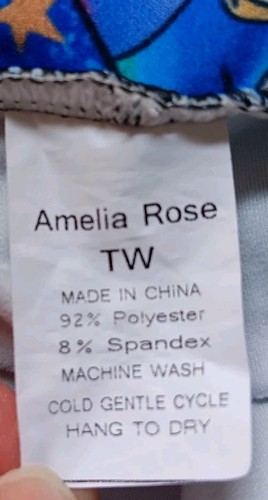 Amelia Rose
TW
MADE IN CHINA
92% Polyester
8% Spandex
MACHINE WASH
COLD GENTLE CYCLE
HANG TO DRY